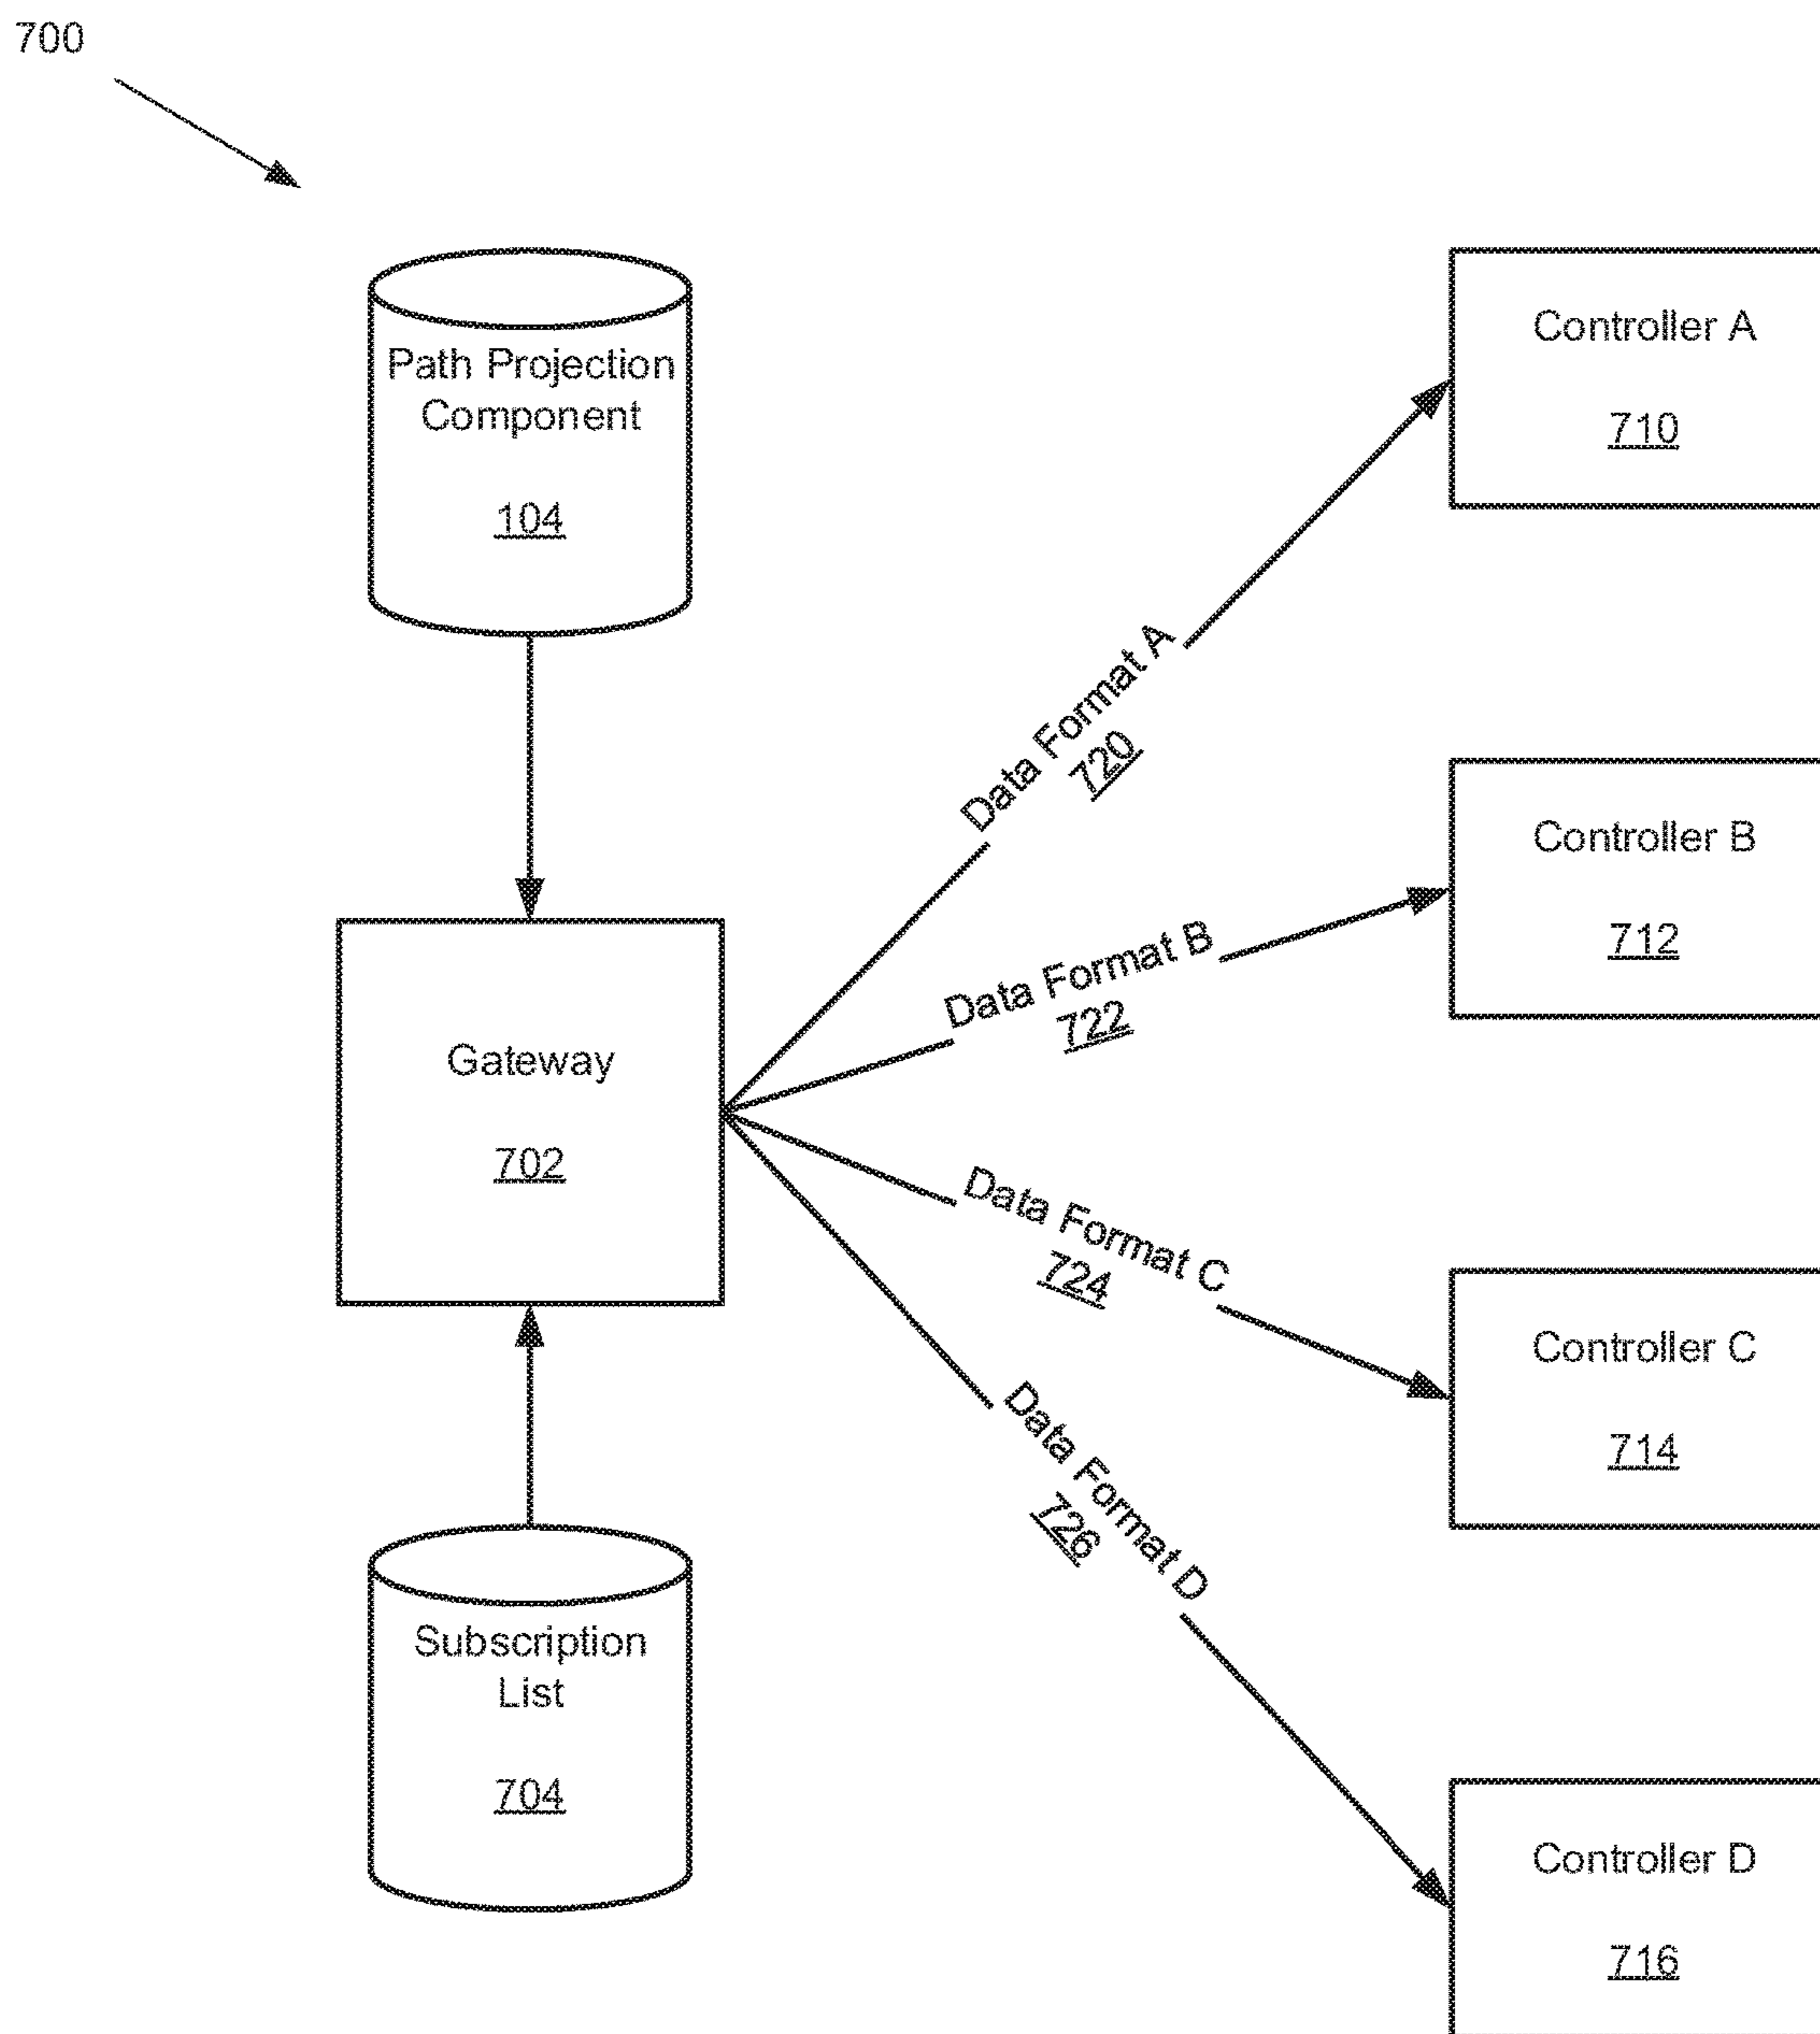 700
Path Projection
Component
104
Gateway
702
Subscription
List
704
Data Format A
720
Data Format B
722
Data Format C
724
Data Format D
726
Controller A
710
Controller B
712
Controller C
714
Controller D
716